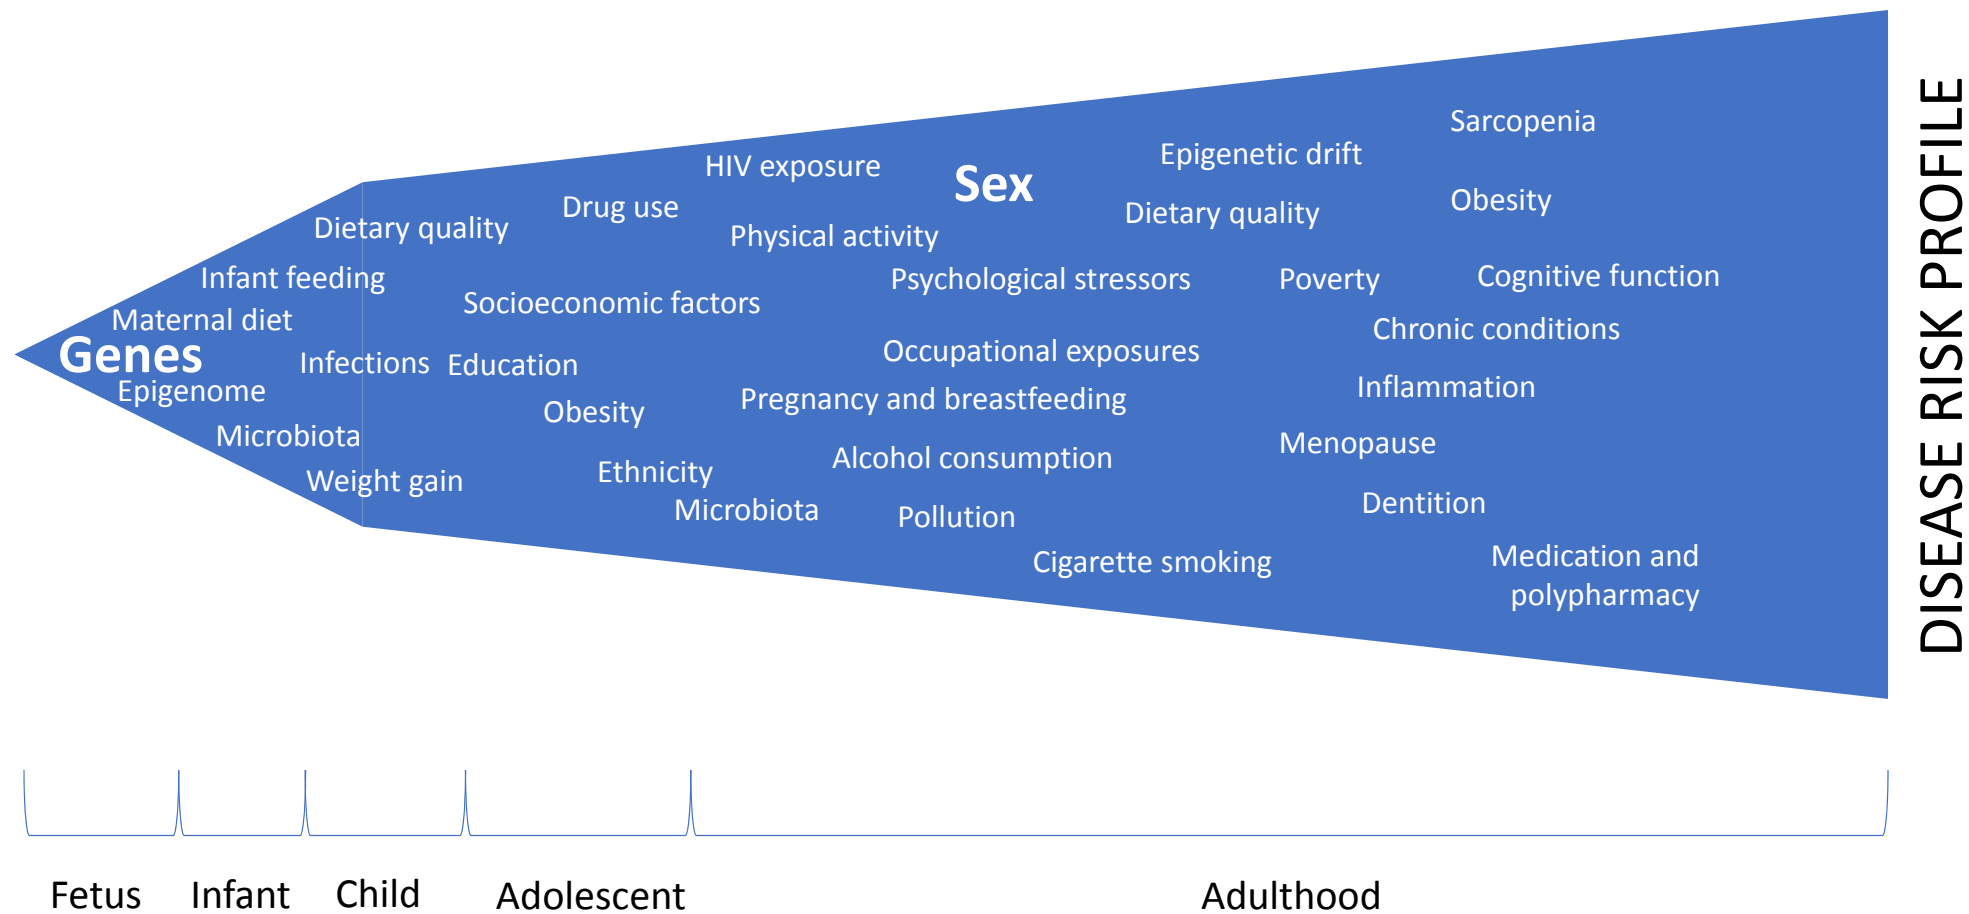 Sarcopenia
Epigenetic drift
HIV exposure
Sex
Obesity
Drug use
Dietary quality
Dietary quality
Physical activity
Infant feeding
Psychological stressors
Poverty
Cognitive function
Socioeconomic factors
Maternal diet
Chronic conditions
Genes
Infections
Education
Occupational exposures
Epigenome
Inflammation
Pregnancy and breastfeeding
Obesity
Microbiota
Menopause
Alcohol consumption
Ethnicity
Weight gain
Dentition
Microbiota
Pollution
Cigarette smoking
Medication and
polypharmacy
DISEASE RISK PROFILE
Fetus
Infant
Child
Adolescent
Adulthood